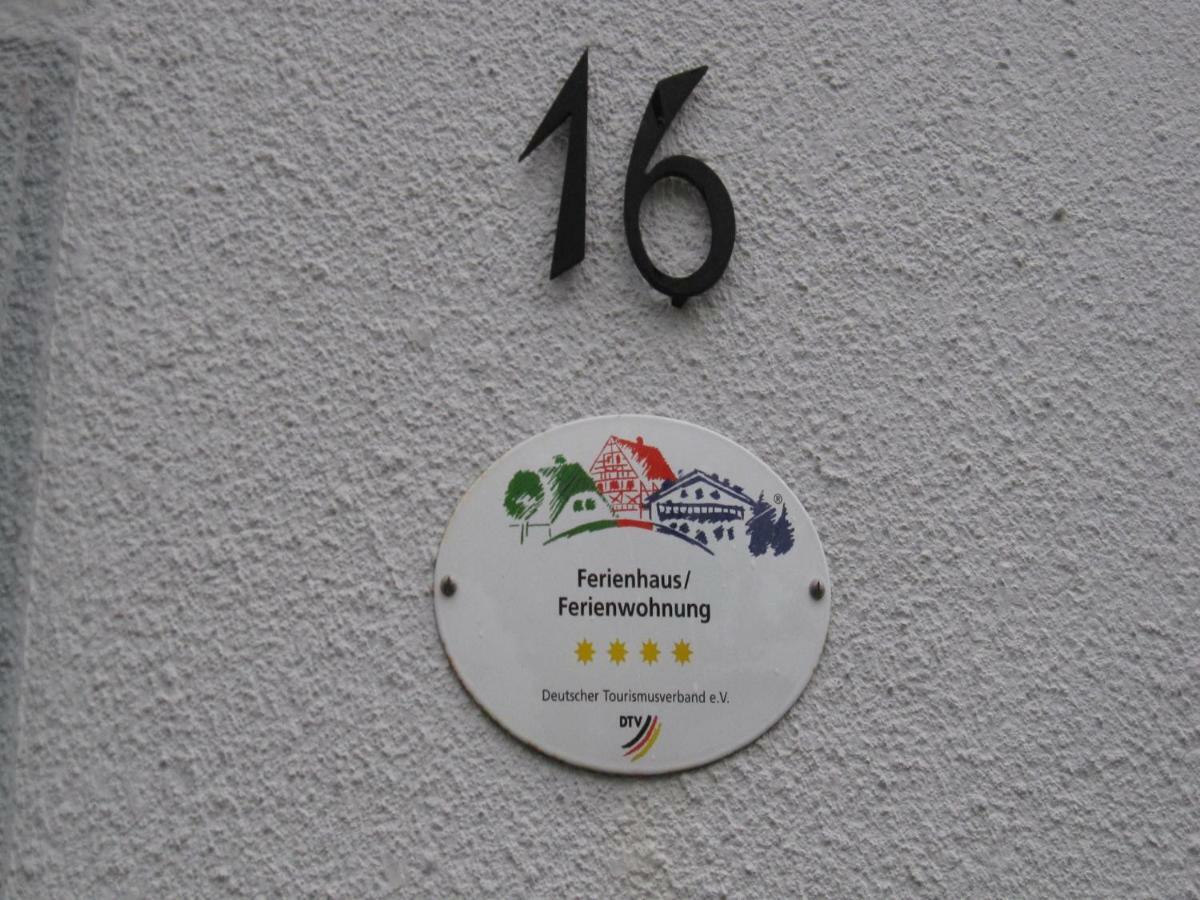 16
®
Ferienhaus/
Ferienwohnung
Deutscher Tourismusverband e.V.
DTV